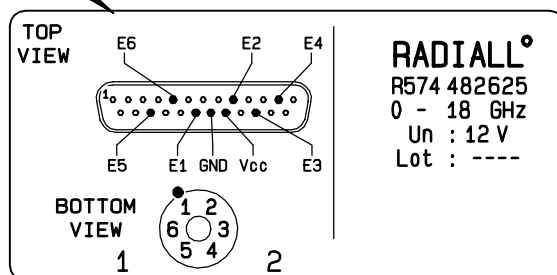 TOP
VIEW
E6 E2 E4
1
E5 E1 GND Vcc E3
BOTTOM
VIEW
1 2
6 3
5 4
1 2
RADIALL°
R574 482625
0 - 18 GHz
Un : 12 V
Lot : ----